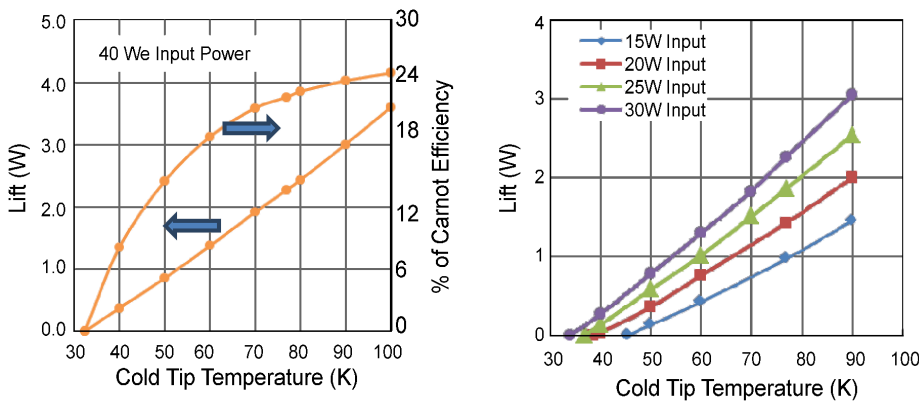 40 We Input Power
Lift (W)
5.0
4.0
3.0
2.0
1.0
0.0
30
24
18
12
6
0
% of Carnot Efficiency
30 40 50 60 70 80 90 100
Cold Tip Temperature (K)
15W Input
20W Input
25W Input
30W Input
Lift (W)
4
3
2
1
0
30 40 50 60 70 80 90 100
Cold Tip Temperature (K)